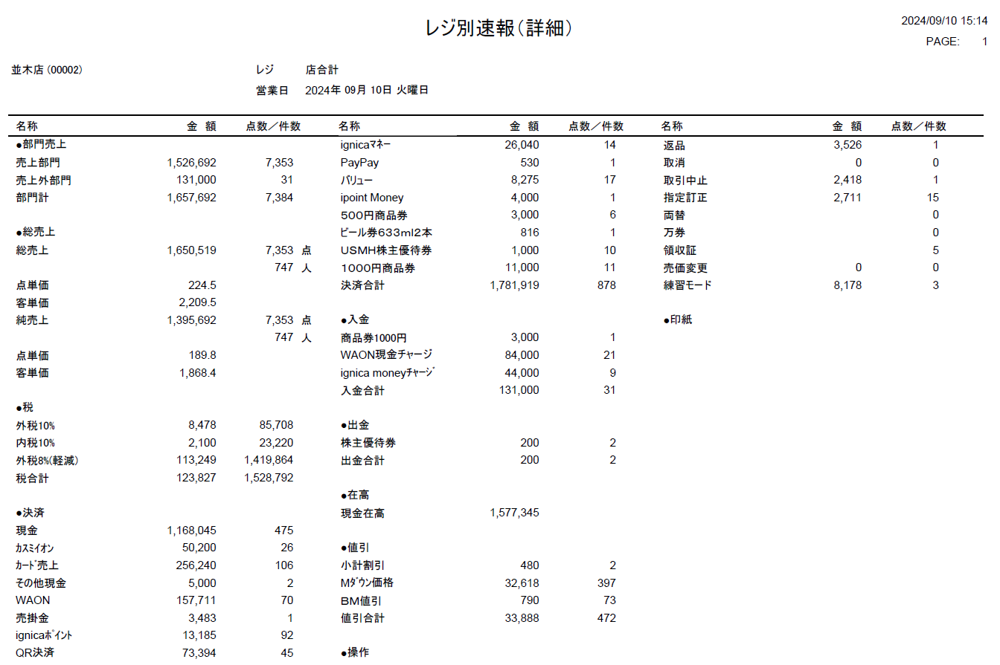 レジ別速報（詳細）
2024/09/10 15:14
PAGE: 1
並木店 (00002)
レジ 店合計
営業日 2024年 09月 10日 火曜日
名称 金 額 点数／件数 名称 金 額 点数／件数 名称 金 額 点数／件数
●部門売上
売上部門 1,526,692 7,353
売上外部門 131,000 31
部門計 1,657,692 7,384
●総売上
総売上 1,650,519 7,353 点
747 人
点単価 224.5
客単価 2,209.5
純売上 1,395,692 7,353 点
747 人
点単価 189.8
客単価 1,868.4
●税
外税10% 8,478 85,708
内税10% 2,100 23,220
外税8%(軽減) 113,249 1,419,864
税合計 123,827 1,528,792
●決済
現金 1,168,045 475
ｶｽﾐｲｵﾝ 50,200 26
ｶｰﾄﾞ売上 256,240 106
その他現金 5,000 2
WAON 157,711 70
売掛金 3,483 1
ignicaﾎﾟｲﾝﾄ 13,185 92
QR決済 73,394 45
ignicaﾏﾈｰ 26,040 14
PayPay 530 1
バリュー 8,275 17
ipoint Money 4,000 1
５００円商品券 3,000 6
ビール券６３３ｍｌ２本 816 1
ＵＳＭＨ株主優待券 1,000 10
１０００円商品券 11,000 11
決済合計 1,781,919 878
●入金
商品券1000円 3,000 1
WAON現金チャージ 84,000 21
ignica moneyﾁｬｰｼﾞ 44,000 9
入金合計 131,000 31
●出金
株主優待券 200 2
出金合計 200 2
●在高
現金在高 1,577,345
●値引
小計割引 480 2
Mﾀﾞｳﾝ価格 32,618 397
ＢＭ値引 790 73
値引合計 33,888 472
●操作
返品 3,526 1
取消 0 0
取引中止 2,418 1
指定訂正 2,711 15
両替 0
万券 0
領収証 5
売価変更 0 0
練習モード 8,178 3
●印紙